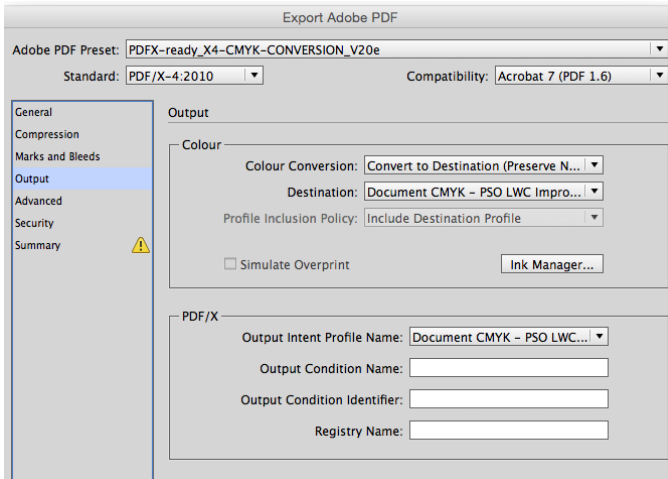 Export Adobe PDF
Adobe PDF Preset: PDFX-ready_X4-CMYK-CONVERSION_V20e
Standard: PDF/X-4:2010 Compatibility: Acrobat 7 (PDF 1.6)
General
Compression
Marks and Bleeds
Output
Advanced
Security
Summary
Output
Colour
Colour Conversion: Convert to Destination (Preserve N...
Destination: Document CMYK - PSO LWC Impro...
Profile Inclusion Policy: Include Destination Profile
Simulate Overprint Ink Manager...
PDF/X
Output Intent Profile Name: Document CMYK - PSO LWC...
Output Condition Name:
Output Condition Identifier:
Registry Name: